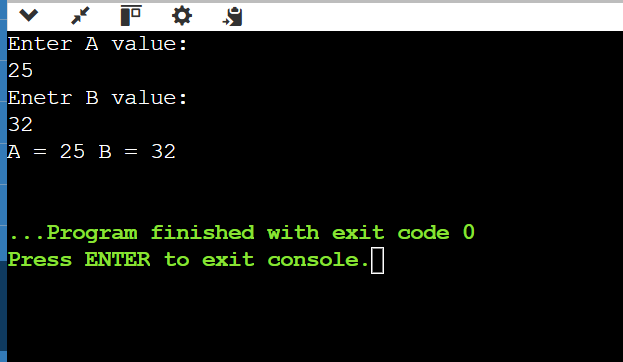 Enter A value:
25
Enetr B value:
32
A = 25 B = 32
...Program finished with exit code 0
Press ENTER to exit console.